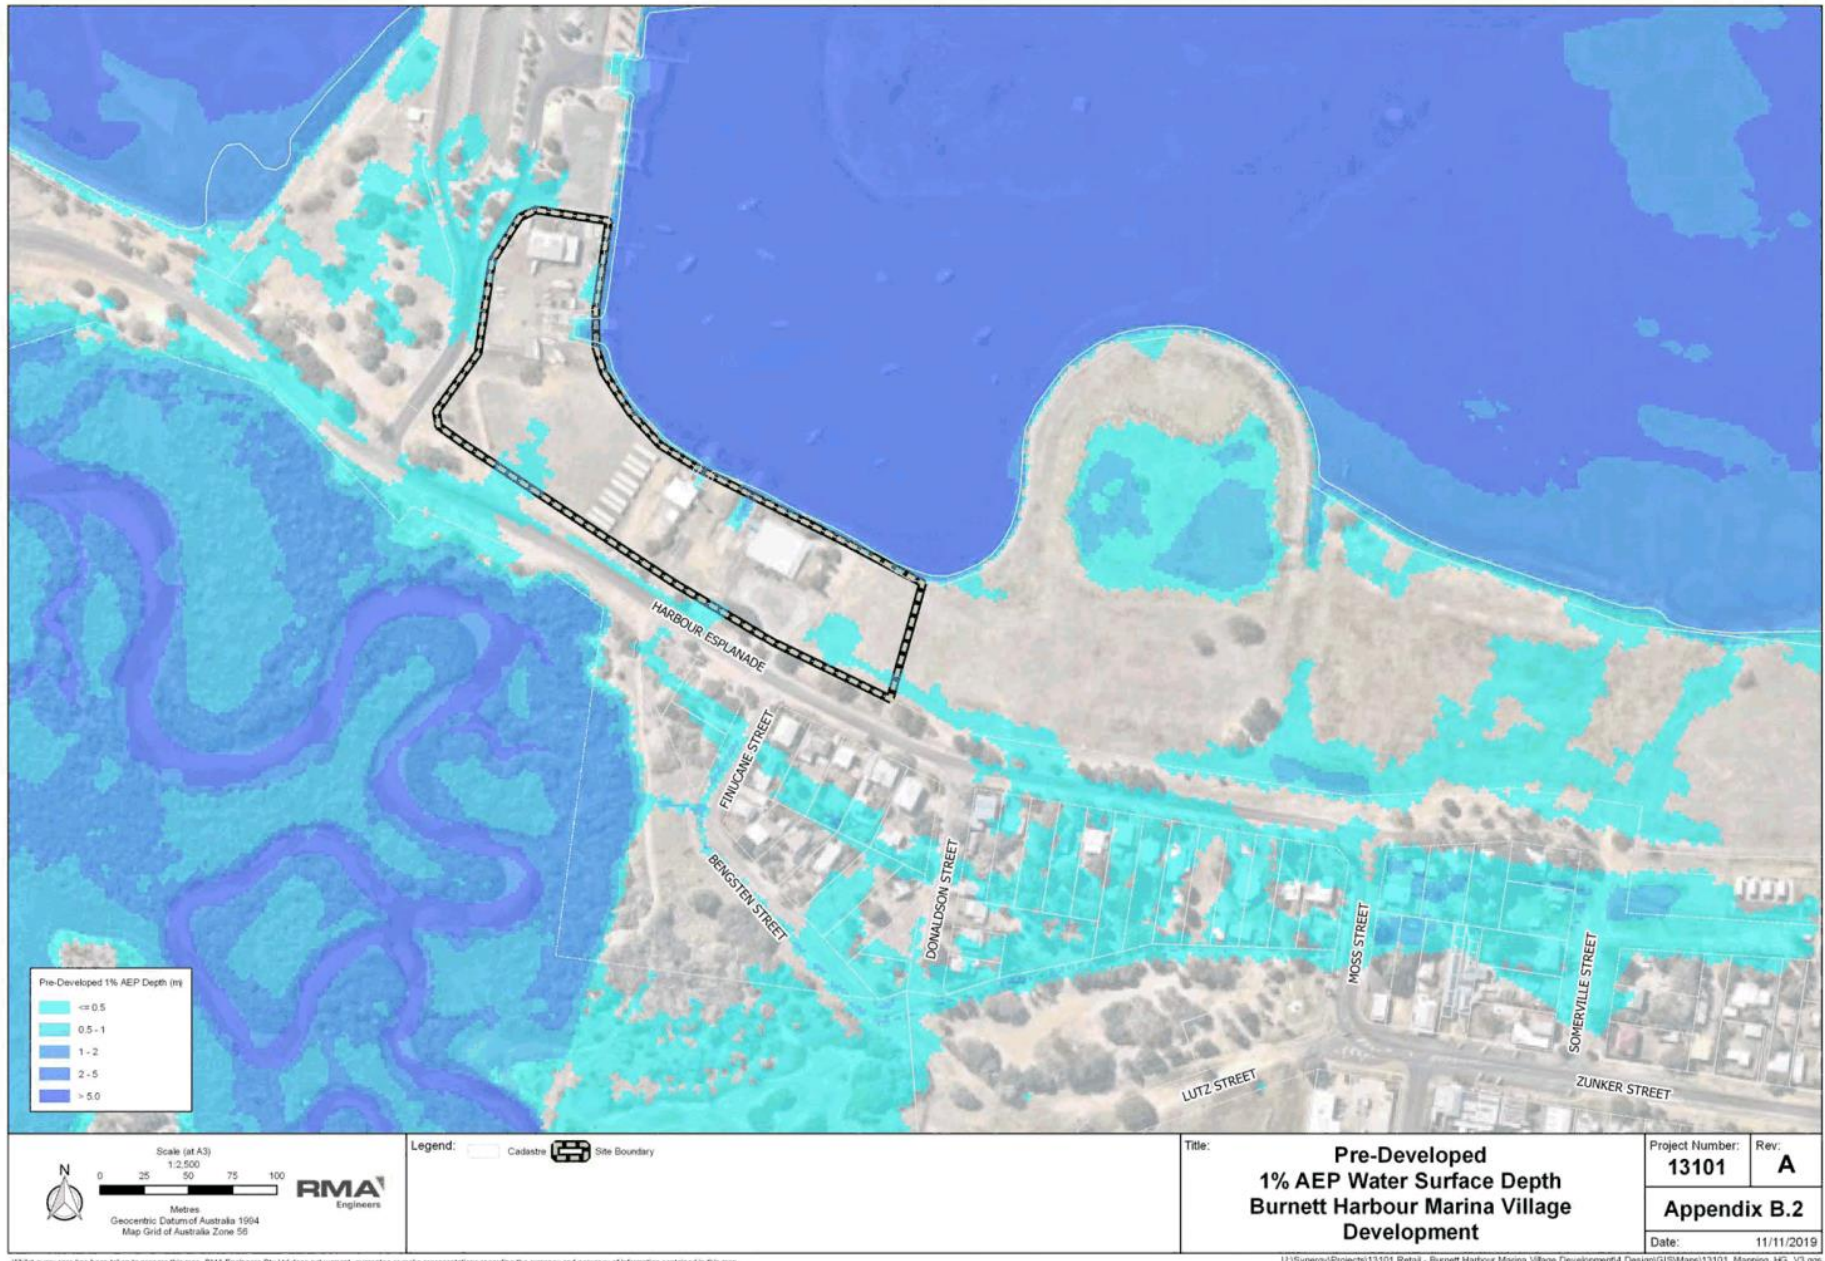 HARBOUR ESPLANADE
FINUCANE STREET
BENGSTEN STREET
DONALDSON STREET
MOSS STREET
SOMERVILLE STREET
LUTZ STREET
ZUNKER STREET
Pre-Developed 1% AEP Depth (m)
<= 0.5
0.5 - 1
1 - 2
2 - 5
> 5.0
Scale (at A3)
1:2,500
0 25 50 75 100
Metres
N
Geocentric Datum of Australia 1994
Map Grid of Australia Zone 56
RMA
Engineers
Legend:
Cadastre
Site Boundary
Title:
Pre-Developed
1% AEP Water Surface Depth
Burnett Harbour Marina Village
Development
Project Number:
13101
Rev:
A
Appendix B.2
Date: 11/11/2019